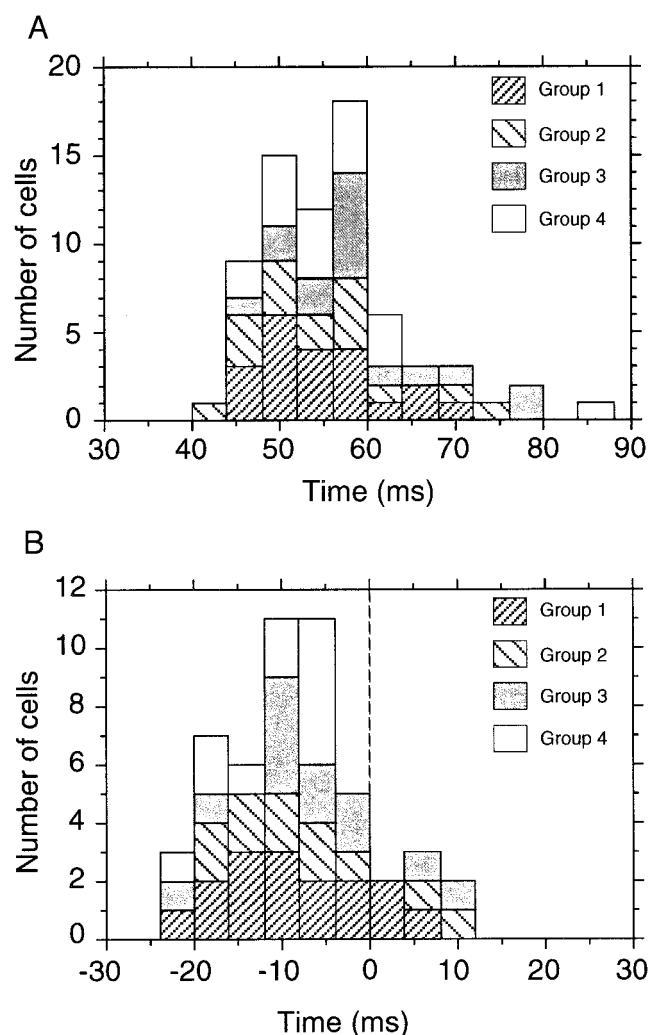 A
Number of cells
20
15
10
5
0
Group 1
Group 2
Group 3
Group 4
30 40 50 60 70 80 90
Time (ms)
B
Number of cells
12
10
8
6
4
2
0
Group 1
Group 2
Group 3
Group 4
-30 -20 -10 0 10 20 30
Time (ms)